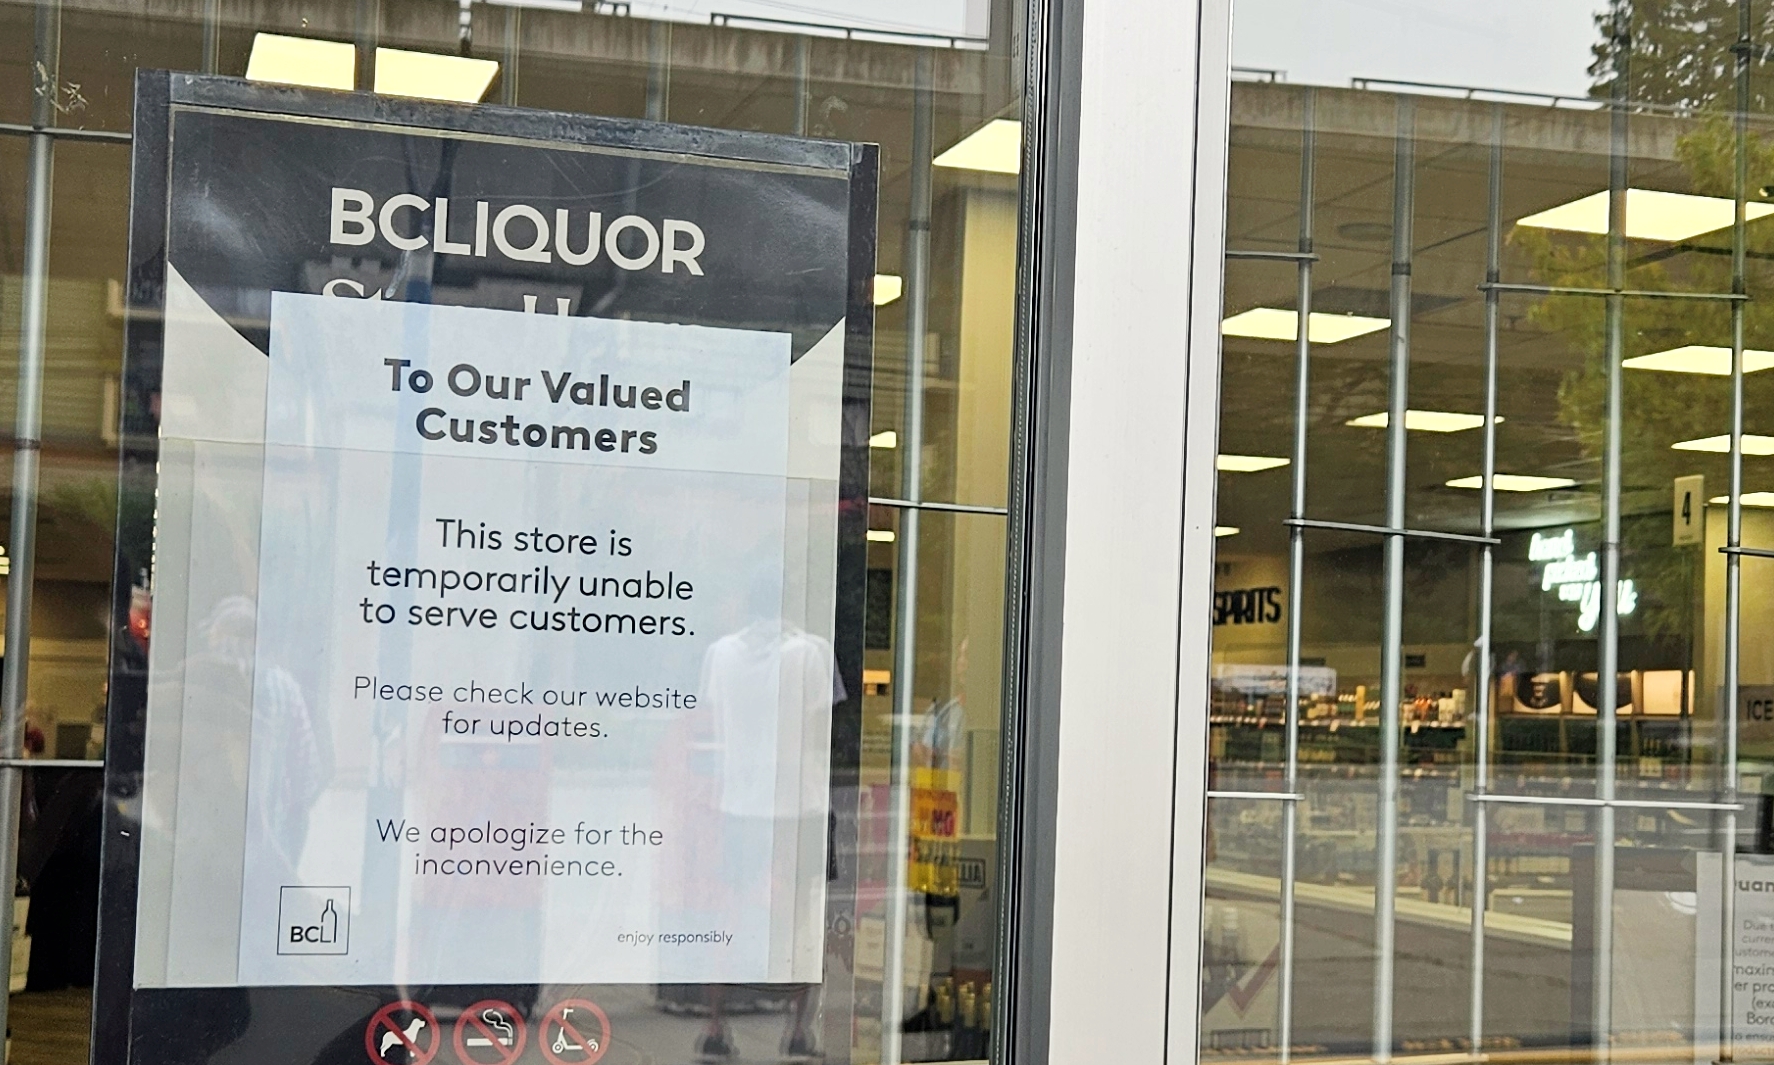 BCLIQUOR
To Our Valued
Customers
This store is
temporarily unable
to serve customers.
Please check our website
for updates.
We apologize for the
inconvenience.
BCL
enjoy responsibly
SPIRITS
4
ICE